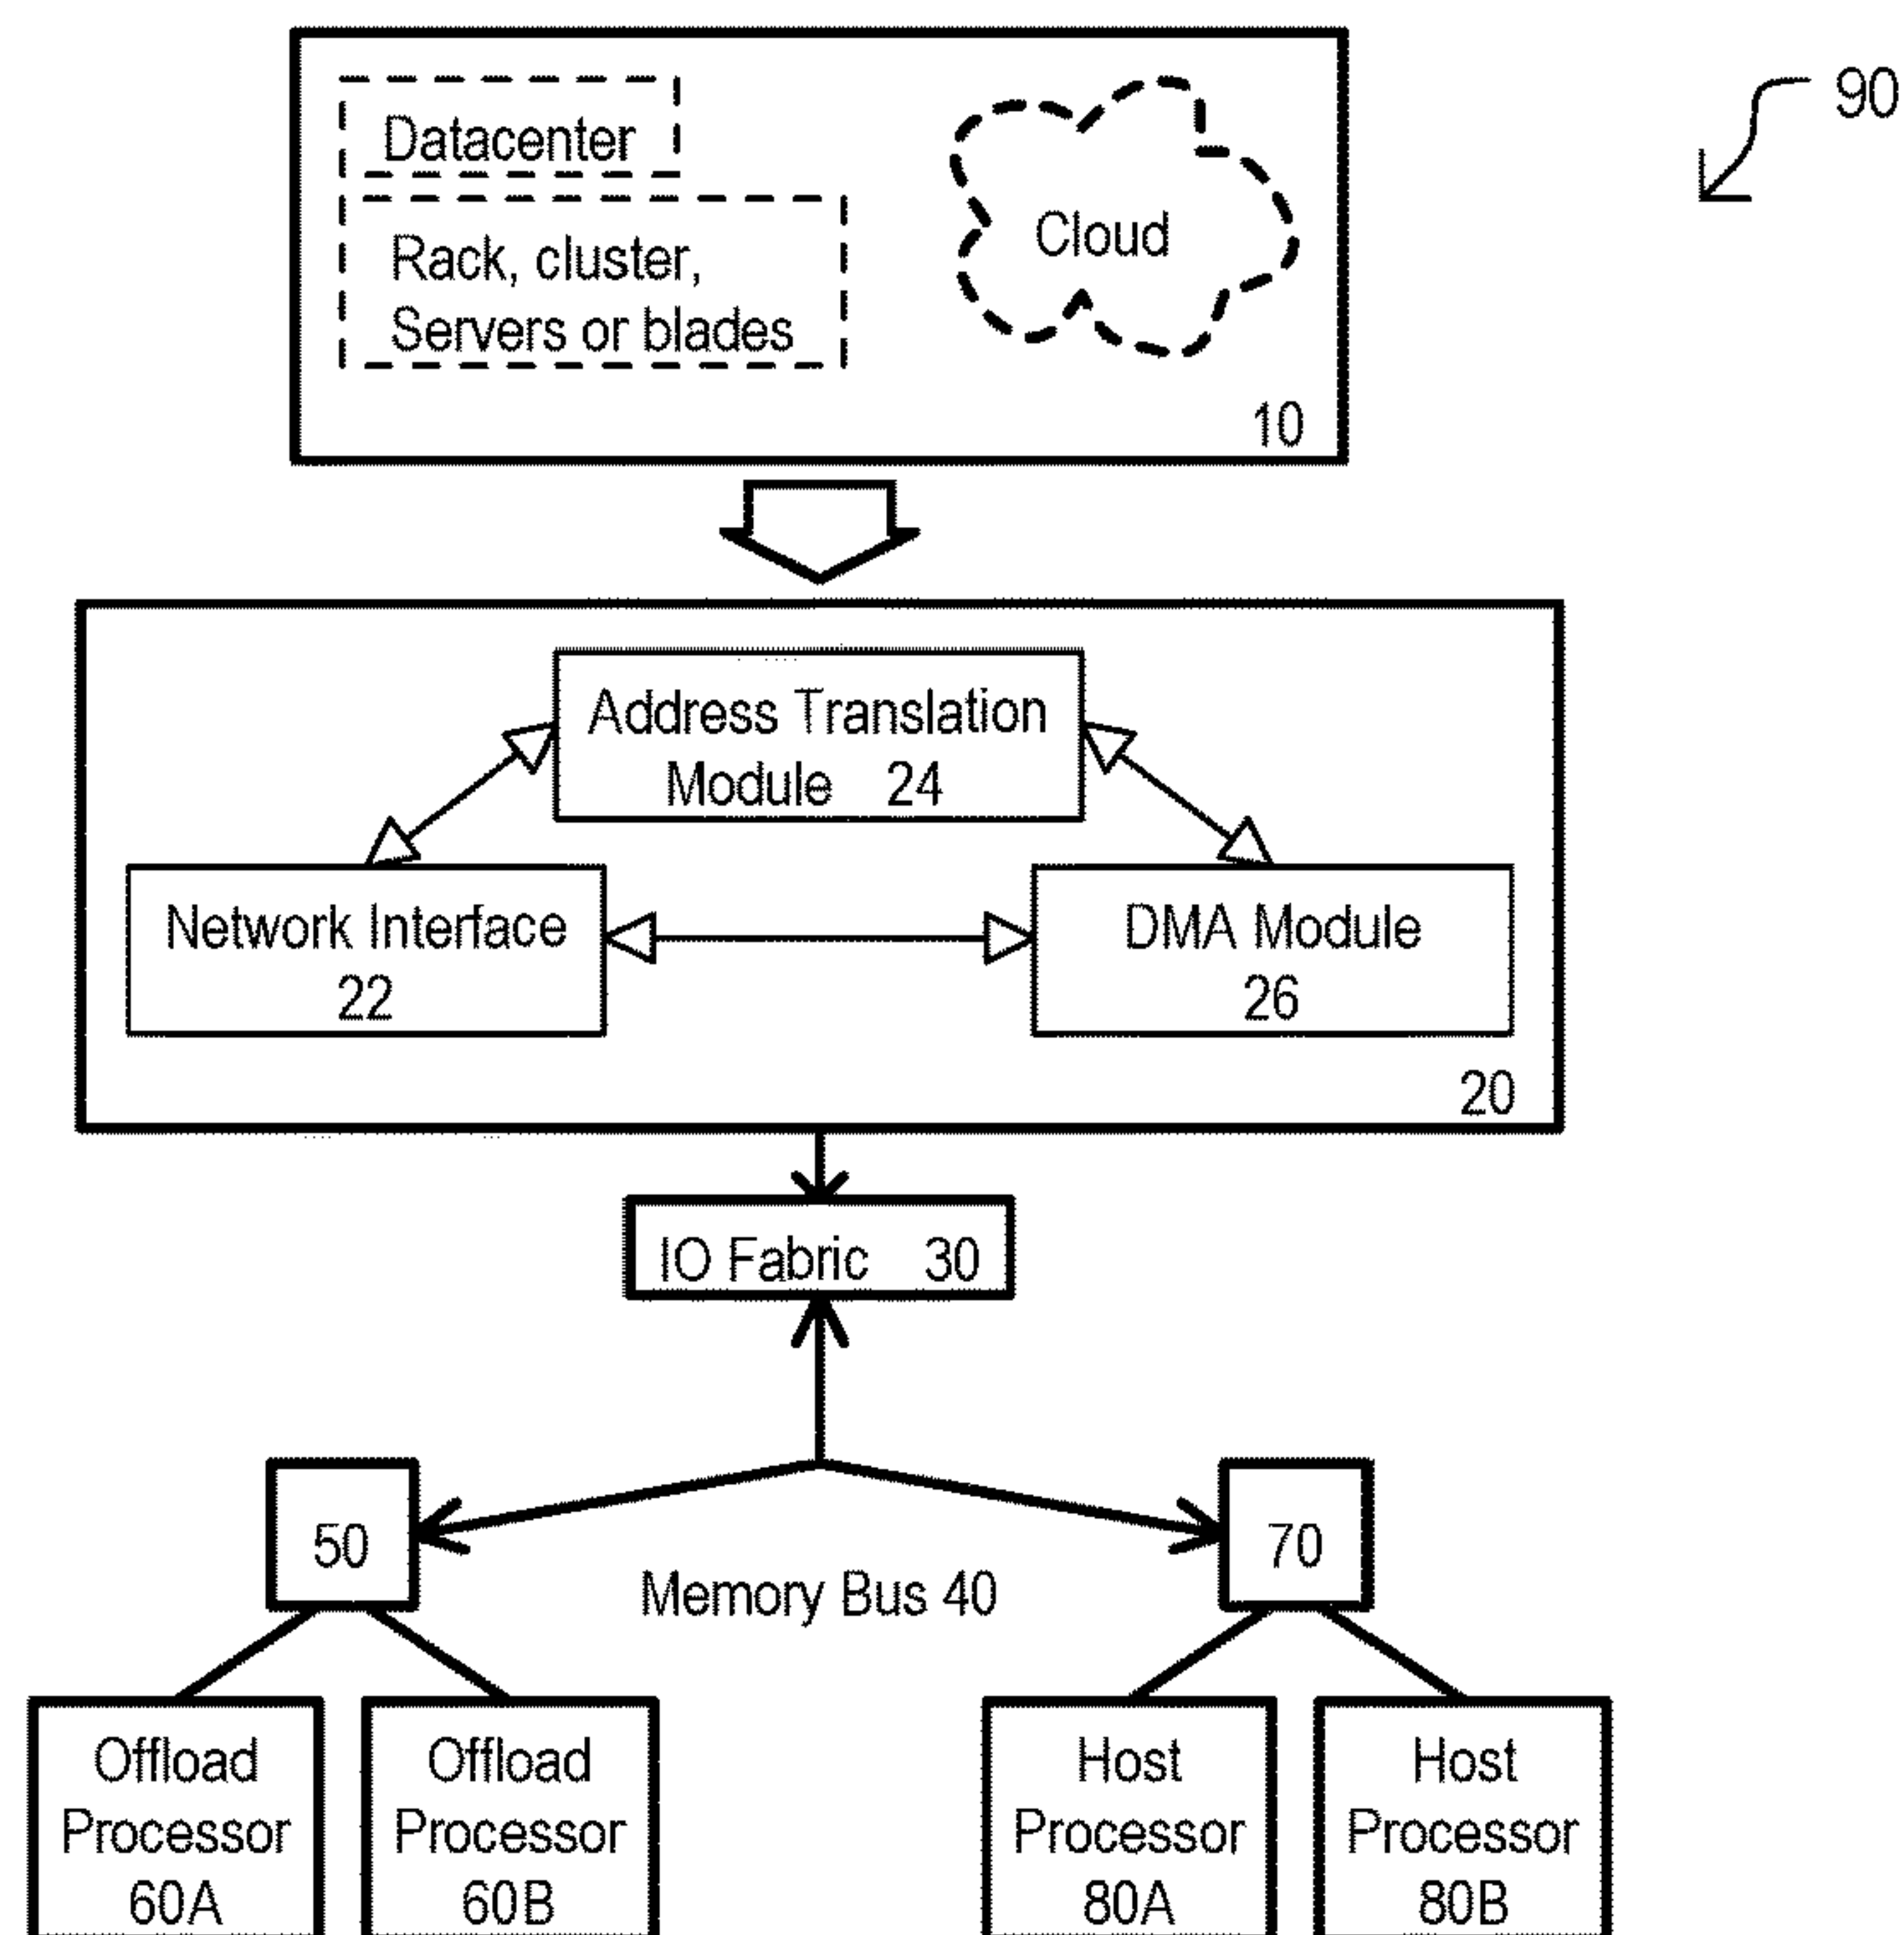 90
Datacenter
Rack, cluster,
Servers or blades
Cloud
10
Address Translation
Module 24
Network Interface
22
DMA Module
26
20
IO Fabric 30
50
70
Memory Bus 40
Offload
Processor
60A
Offload
Processor
60B
Host
Processor
80A
Host
Processor
80B